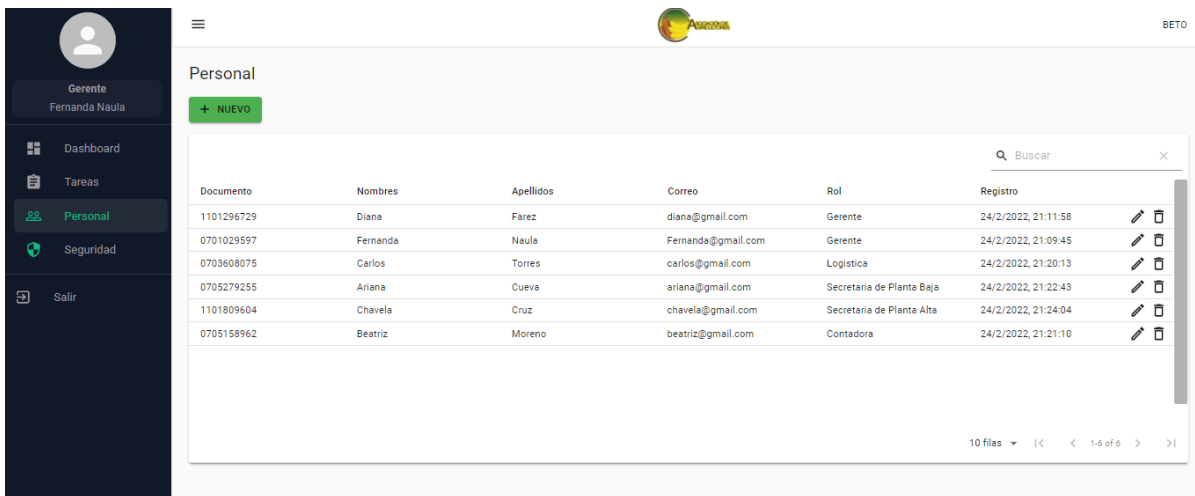 ASOCIACIÓN DE
AGRICULTORES
BETO
Gerente
Fernanda Naula
Dashboard
Tareas
Personal
Seguridad
Salir
Personal
+ NUEVO
Buscar
Documento Nombres Apellidos Correo Rol Registro
1101296729 Diana Farez diana@gmail.com Gerente 24/2/2022, 21:11:58
0701029597 Fernanda Naula Fernanda@gmail.com Gerente 24/2/2022, 21:09:45
0703608075 Carlos Torres carlos@gmail.com Logistica 24/2/2022, 21:20:13
0705279255 Ariana Cueva ariana@gmail.com Secretaria de Planta Baja 24/2/2022, 21:22:43
1101809604 Chavela Cruz chavela@gmail.com Secretaria de Planta Alta 24/2/2022, 21:24:04
0705158962 Beatriz Moreno beatriz@gmail.com Contadora 24/2/2022, 21:21:10
10 filas 1-6 of 6